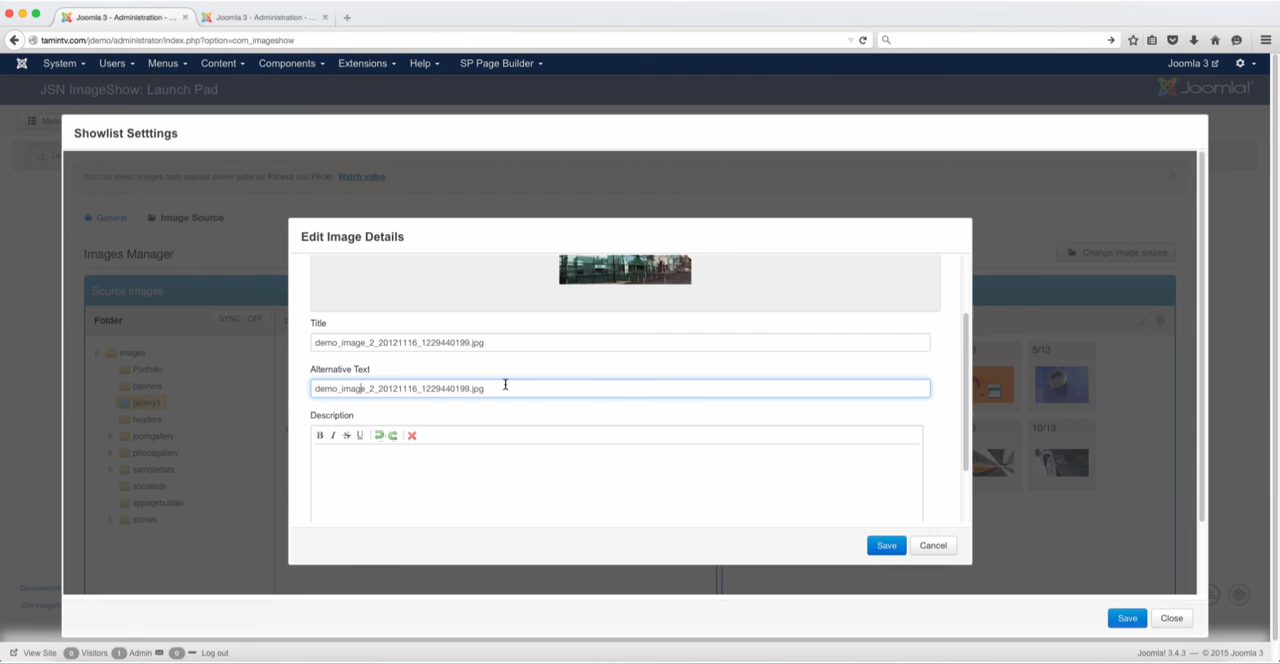 Joomla 3 - Administration - ...
Joomla 3 - Administration - ...
tamintv.com/jdemo/administrator/index.php?option=com_imageshow
System Users Menus Content Components Extensions Help SP Page Builder Joomla 3
JSN ImageShow: Launch Pad Joomla!
Showlist Setttings
You can select images from popular online galleries Picasa and Flickr. Watch video
General Image Source
Images Manager Change image source
Source Images
Folder SYNC : OFF
images
Portfolio
banners
gallery1
headers
joomgallery
phocagallery
sampledata
socialads
sppagebuilder
stories
5/13
10/13
Edit Image Details
Title
demo_image_2_20121116_1229440199.jpg
Alternative Text
demo_image_2_20121116_1229440199.jpg
Description
B I S U
Save Cancel
Save Close
View Site 0 Visitors 1 Admin 0 Log out Joomla! 3.4.3 — © 2015 Joomla 3